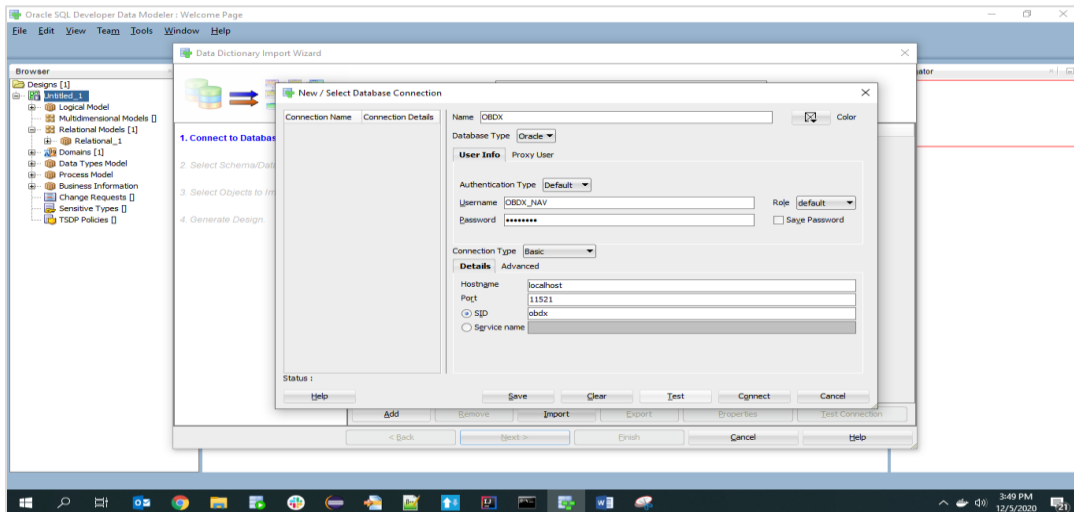 Oracle SQL Developer Data Modeler : Welcome Page
File Edit View Team Tools Window Help
Data Dictionary Import Wizard
Browser
Designs [1]
Untitled_1
Logical Model
Multidimensional Models []
Relational Models [1]
Relational_1
Domains [1]
Data Types Model
Process Model
Business Information
Change Requests []
Sensitive Types []
TSDP Policies []
1. Connect to Databas
2. Select Schema/Dat
3. Select Objects to Im
4. Generate Design.
New / Select Database Connection
Connection Name Connection Details
Name OBDX Color
Database Type Oracle
User Info Proxy User
Authentication Type Default
Username OBDX_NAV Role default
Password •••••••• Save Password
Connection Type Basic
Details Advanced
Hostname localhost
Port 11521
SID obdx
Service name
Status :
Help Save Clear Test Connect Cancel
Add Remove Import Export Properties Test Connection
< Back Next > Finish Cancel Help
ator
3:49 PM
12/5/2020
21